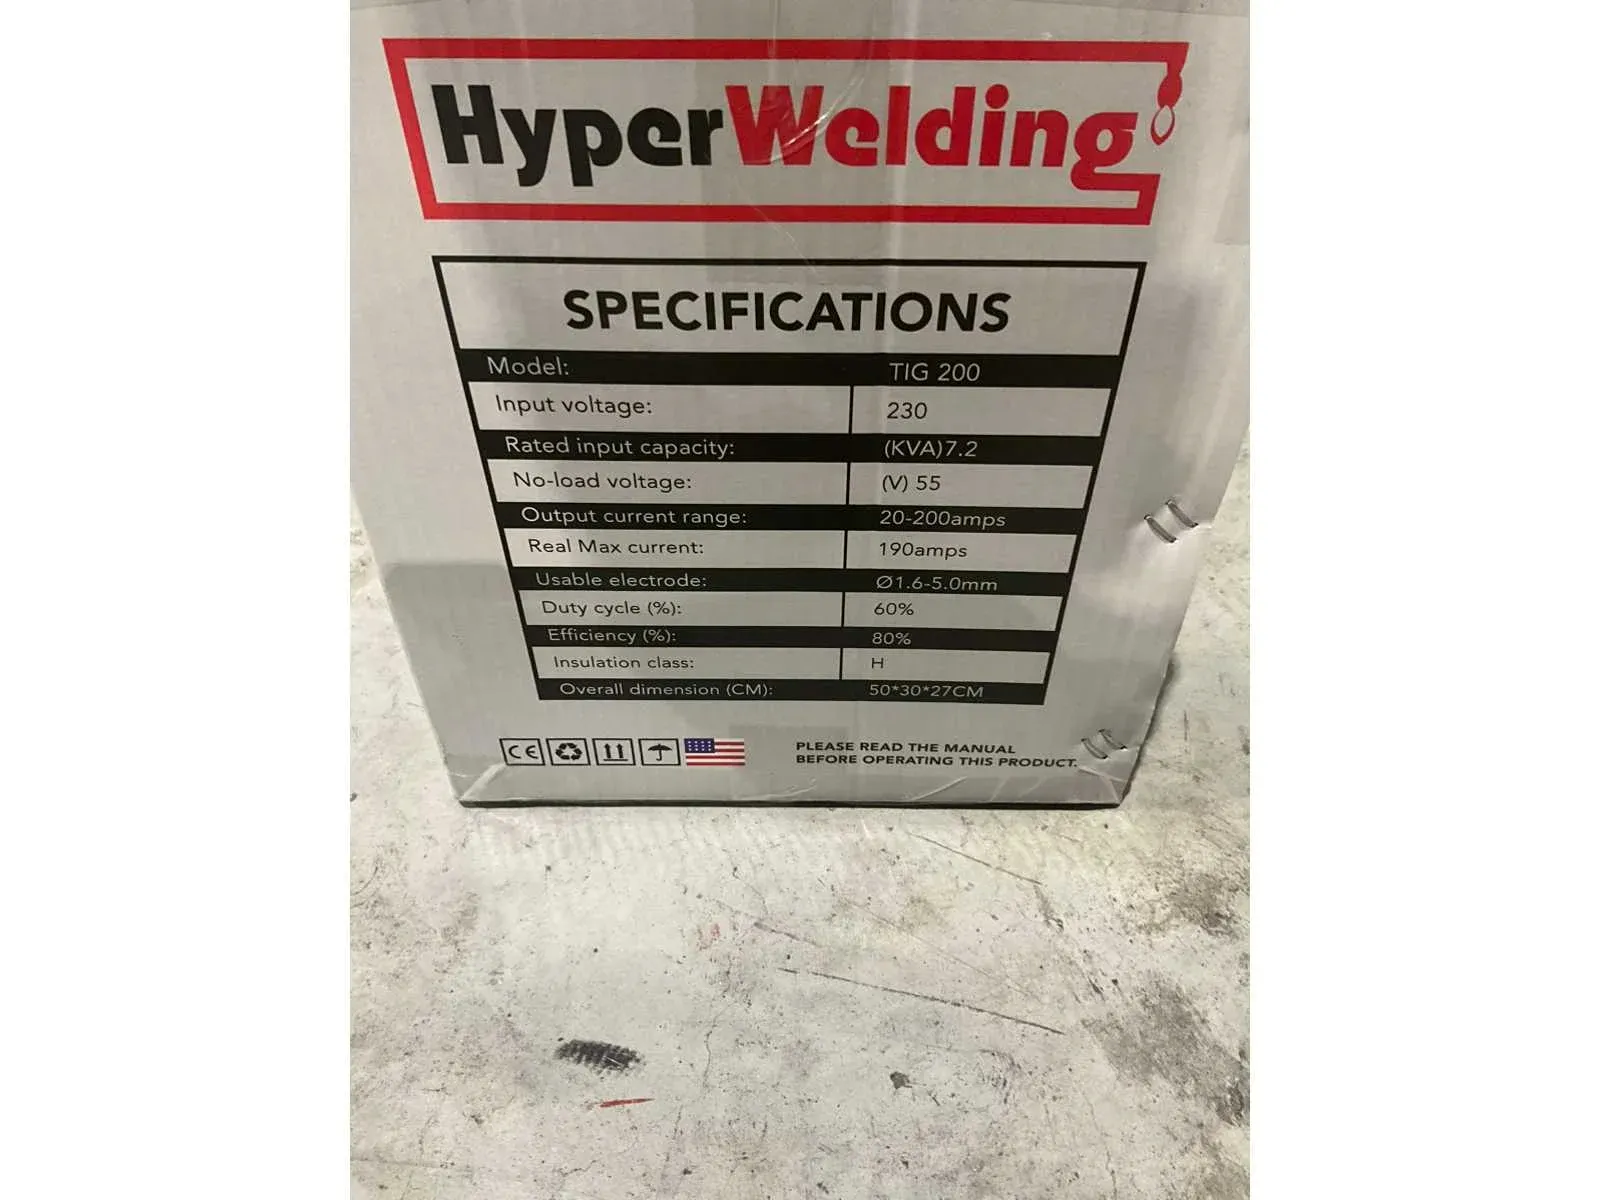 HyperWelding
SPECIFICATIONS
Model: TIG 200
Input voltage: 230
Rated input capacity: (KVA)7.2
No-load voltage: (V) 55
Output current range: 20-200amps
Real Max current: 190amps
Usable electrode: Ø1.6-5.0mm
Duty cycle (%): 60%
Efficiency (%): 80%
Insulation class: H
Overall dimension (CM): 50*30*27CM
CE
PLEASE READ THE MANUAL
BEFORE OPERATING THIS PRODUCT.